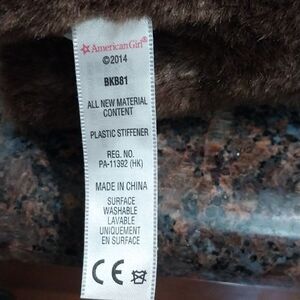 American Girl®
©2014
BKB81
ALL NEW MATERIAL
CONTENT
PLASTIC STIFFENER
REG. NO.
PA-11392 (HK)
MADE IN CHINA
SURFACE
WASHABLE
LAVABLE
UNIQUEMENT
EN SURFACE
CE